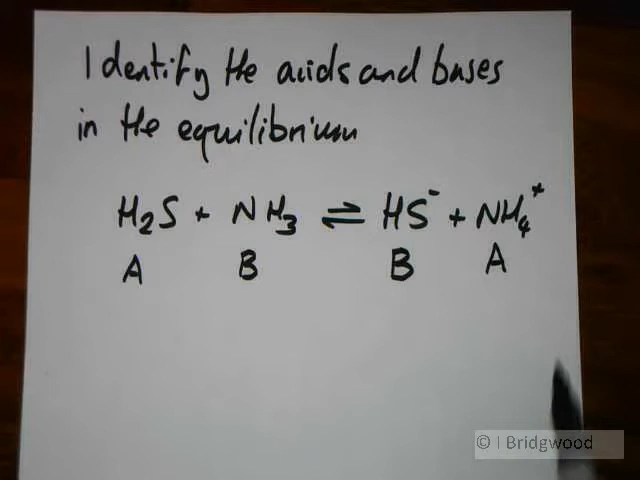 Identify the acids and bases
in the equilibrium
H₂S + NH₃ ⇌ HS⁻ + NH₄⁺
A B B A
© I Bridgwood